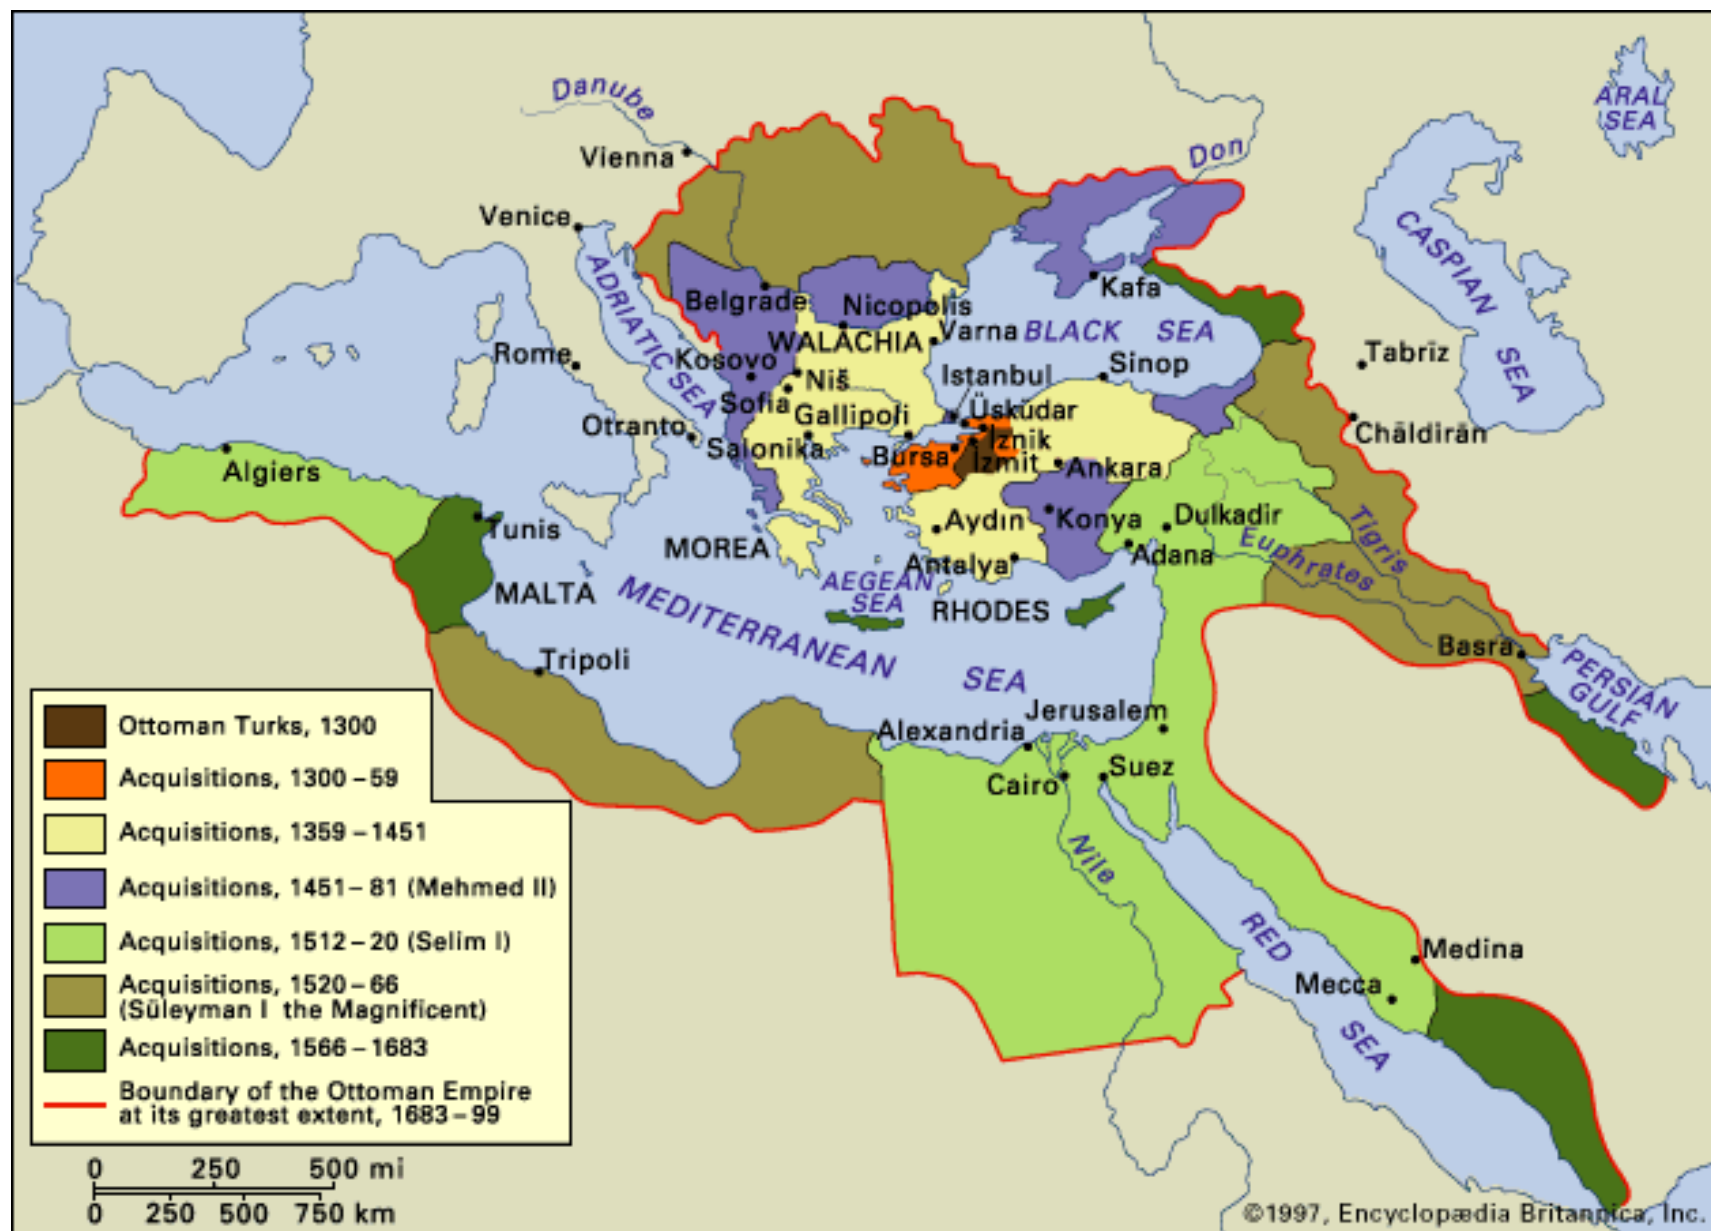 ARAL
SEA
Danube
Vienna
Don
Venice
CASPIAN
SEA
ADRIATIC SEA
Belgrade
Nicopolis
Kafa
WALACHIA
Varna
BLACK SEA
Rome
Kosovo
Niš
Istanbul
Sinop
Tabrīz
Sofia
Gallipoli
Üsküdar
Otranto
Salonika
Bursa
İznik
İzmit
Ankara
Chāldirān
Algiers
Tunis
Aydın
Konya
Dulkadir
Tigris
MOREA
Antalya
Adana
Euphrates
MALTA
AEGEAN
SEA
RHODES
MEDITERRANEAN SEA
Tripoli
Basra
PERSIAN
GULF
Jerusalem
Alexandria
Cairo
Suez
Nile
RED SEA
Medina
Mecca
Ottoman Turks, 1300
Acquisitions, 1300–59
Acquisitions, 1359–1451
Acquisitions, 1451–81 (Mehmed II)
Acquisitions, 1512–20 (Selim I)
Acquisitions, 1520–66
(Süleyman I the Magnificent)
Acquisitions, 1566–1683
Boundary of the Ottoman Empire
at its greatest extent, 1683–99
0 250 500 mi
0 250 500 750 km
©1997, Encyclopædia Britannica, Inc.